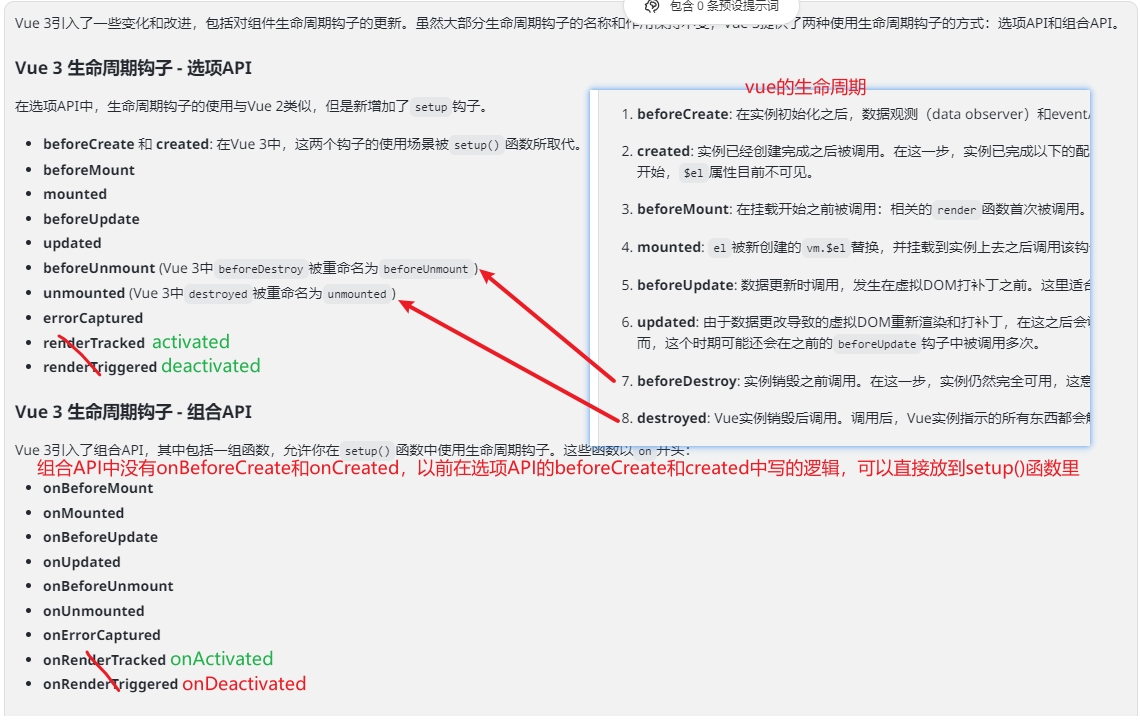 包含 0 条预设提示词
Vue 3引入了一些变化和改进，包括对组件生命周期钩子的更新。虽然大部分生命周期钩子的名称和作用保持不变，Vue 3提供了两种使用生命周期钩子的方式：选项API和组合API。
Vue 3 生命周期钩子 - 选项API
在选项API中，生命周期钩子的使用与Vue 2类似，但是新增加了 setup 钩子。
beforeCreate 和 created: 在Vue 3中，这两个钩子的使用场景被 setup() 函数所取代。
beforeMount
mounted
beforeUpdate
updated
beforeUnmount (Vue 3中 beforeDestroy 被重命名为 beforeUnmount )
unmounted (Vue 3中 destroyed 被重命名为 unmounted )
errorCaptured
renderTracked activated
renderTriggered deactivated
vue的生命周期
1. beforeCreate: 在实例初始化之后，数据观测（data observer）和event/
2. created: 实例已经创建完成之后被调用。在这一步，实例已完成以下的配
开始， $el 属性目前不可见。
3. beforeMount: 在挂载开始之前被调用：相关的 render 函数首次被调用。
4. mounted: el 被新创建的 vm.$el 替换，并挂载到实例上去之后调用该钩
5. beforeUpdate: 数据更新时调用，发生在虚拟DOM打补丁之前。这里适合
6. updated: 由于数据更改导致的虚拟DOM重新渲染和打补丁，在这之后会
而，这个时期可能还会在之前的 beforeUpdate 钩子中被调用多次。
7. beforeDestroy: 实例销毁之前调用。在这一步，实例仍然完全可用，这意
8. destroyed: Vue实例销毁后调用。调用后，Vue实例指示的所有东西都会解
Vue 3 生命周期钩子 - 组合API
Vue 3引入了组合API，其中包括一组函数，允许你在 setup() 函数中使用生命周期钩子。这些函数以 on 开头：
组合API中没有onBeforeCreate和onCreated，以前在选项API的beforeCreate和created中写的逻辑，可以直接放到setup()函数里
onBeforeMount
onMounted
onBeforeUpdate
onUpdated
onBeforeUnmount
onUnmounted
onErrorCaptured
onRenderTracked onActivated
onRenderTriggered onDeactivated